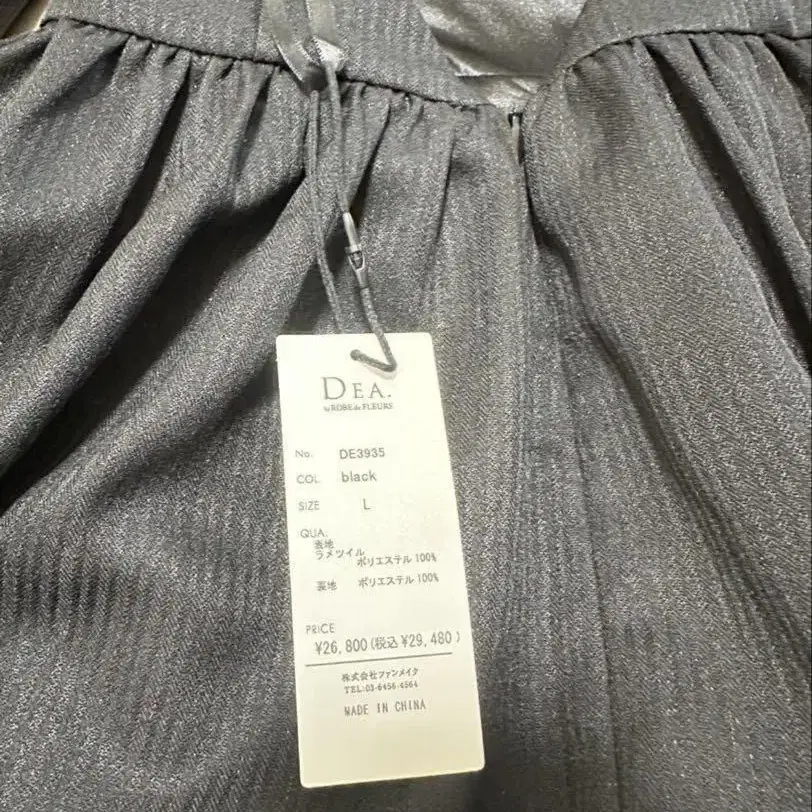 DEA.
by ROBE de FLEURS
No. DE3935
COL black
SIZE L
QUA.
表地
ラメツイル
ポリエステル 100%
裏地 ポリエステル 100%
PRICE
¥26,800(税込¥29,480)
株式会社ファンメイク
TEL:03-6456-4564
MADE IN CHINA